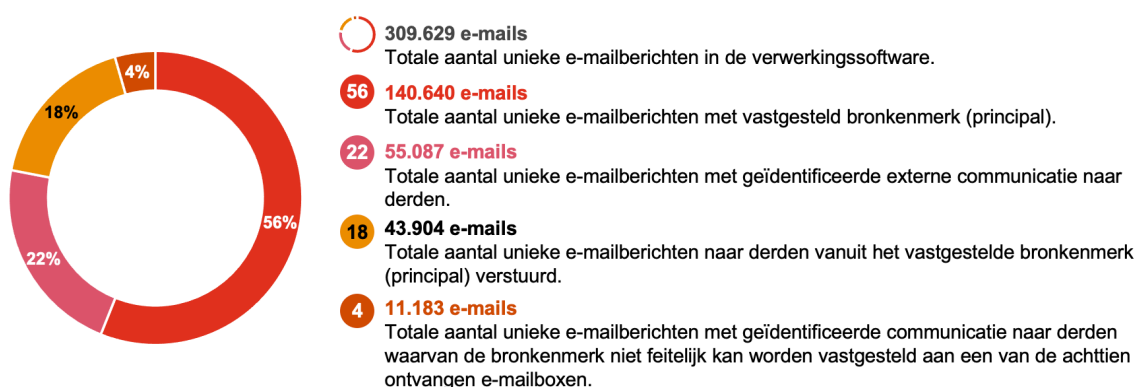 309.629 e-mails
Totale aantal unieke e-mailberichten in de verwerkingssoftware.
56 140.640 e-mails
Totale aantal unieke e-mailberichten met vastgesteld bronkenmerk (principal).
22 55.087 e-mails
Totale aantal unieke e-mailberichten met geïdentificeerde externe communicatie naar
derden.
18 43.904 e-mails
Totale aantal unieke e-mailberichten naar derden vanuit het vastgestelde bronkenmerk
(principal) verstuurd.
4 11.183 e-mails
Totale aantal unieke e-mailberichten met geïdentificeerde communicatie naar derden
waarvan de bronkenmerk niet feitelijk kan worden vastgesteld aan een van de achttien
ontvangen e-mailboxen.
4%
18%
56%
22%